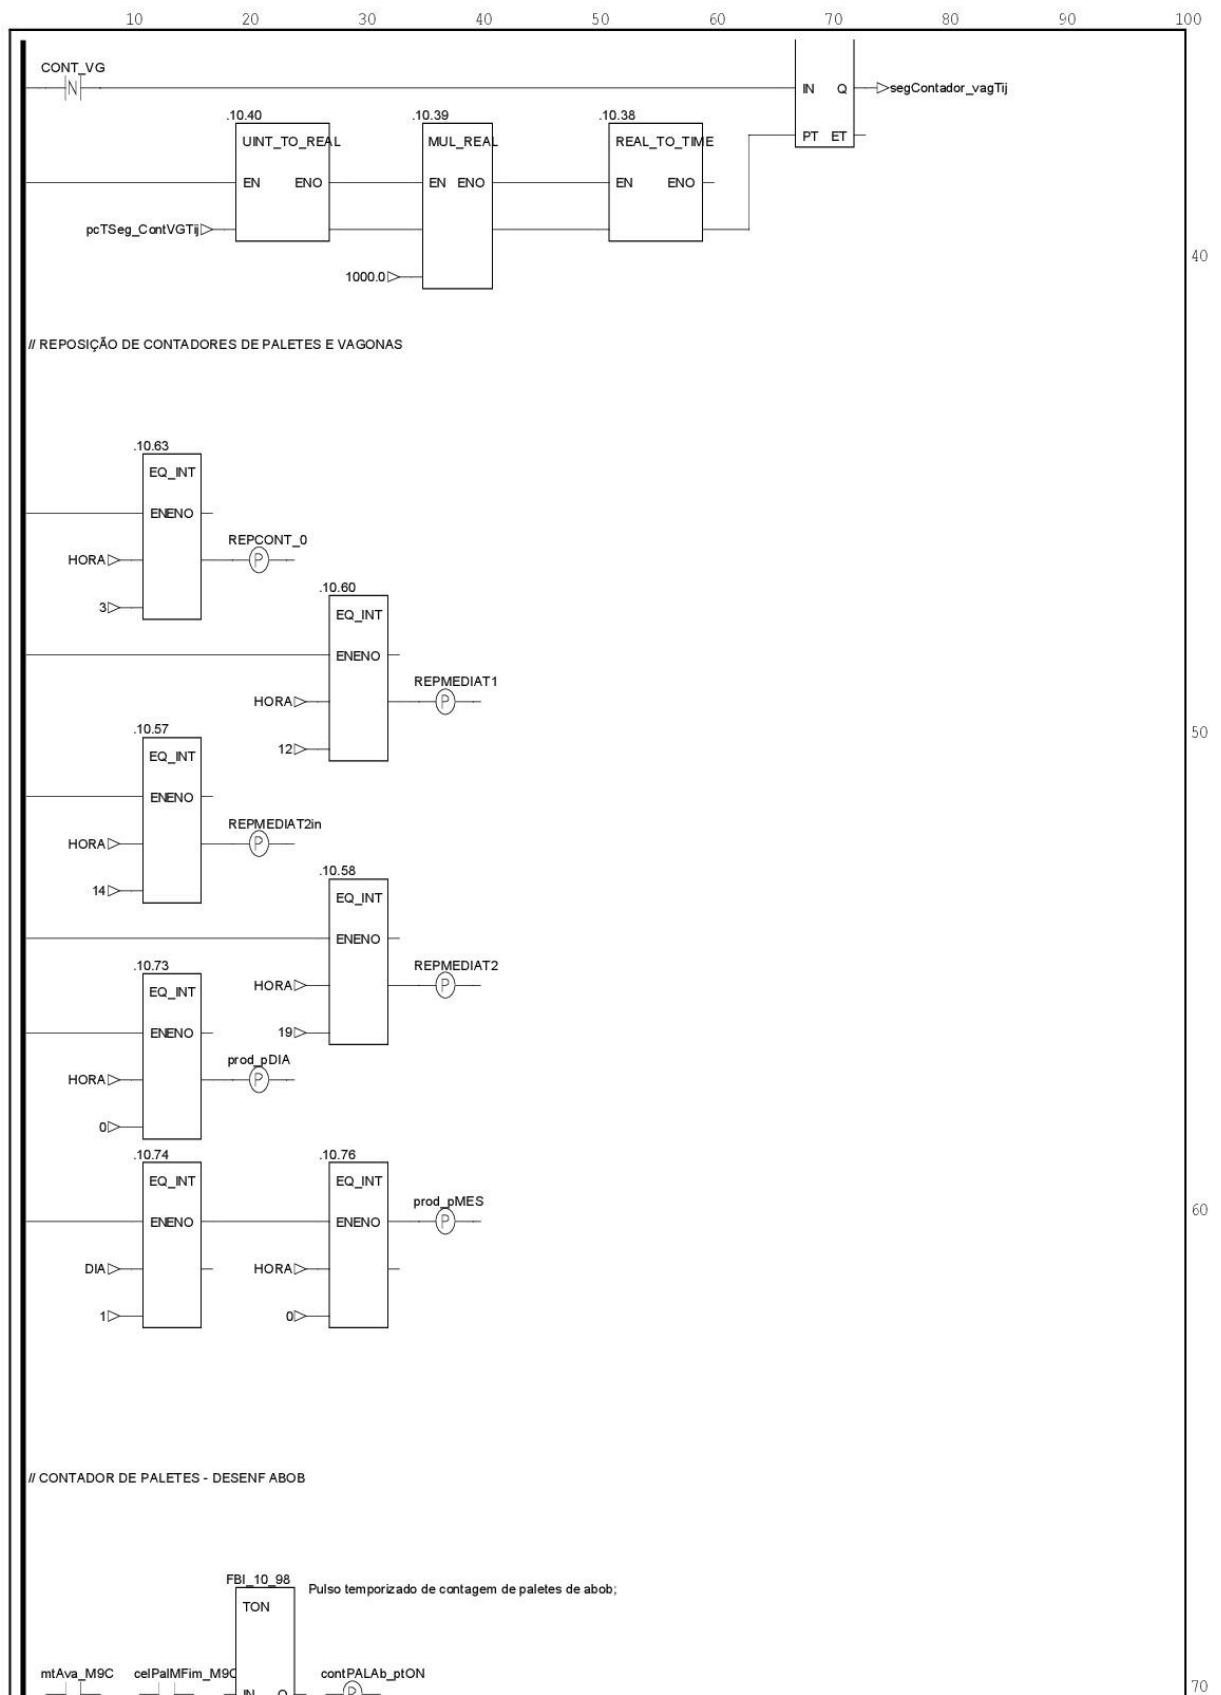 10 20 30 40 50 60 70 80 90 100
CONT_VG
N
IN Q
segContador_vagTij
PT ET
.10.40
UINT_TO_REAL
EN ENO
.10.39
MUL_REAL
EN ENO
.10.38
REAL_TO_TIME
EN ENO
pcTSeg_ContVGTij
1000.0
40
// REPOSIÇÃO DE CONTADORES DE PALETES E VAGONAS
.10.63
EQ_INT
ENENO
HORA
REPCONT_0
P
3
.10.60
EQ_INT
ENENO
HORA
REPMEDIAT1
P
12
50
.10.57
EQ_INT
ENENO
HORA
REPMEDIAT2in
P
14
.10.58
EQ_INT
ENENO
HORA
REPMEDIAT2
P
19
.10.73
EQ_INT
ENENO
HORA
prod_pDIA
P
0
.10.74
EQ_INT
ENENO
DIA
1
.10.76
EQ_INT
ENENO
prod_pMES
P
HORA
0
60
// CONTADOR DE PALETES - DESENF ABOB
FBI_10_98
Pulso temporizado de contagem de paletes de abob;
TON
mtAva_M9C
celPalMFim_M9C
IN Q
contPALAb_ptON
P
70